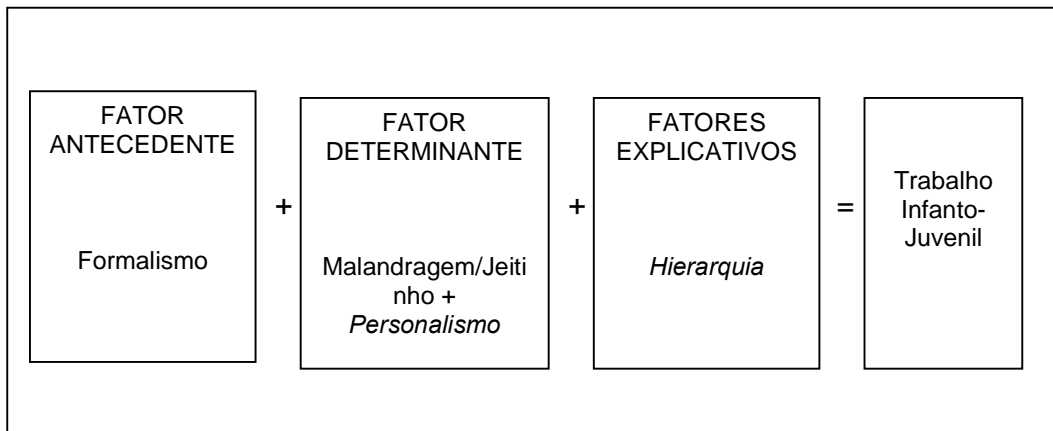 FATOR
ANTECEDENTE
Formalismo
+
FATOR
DETERMINANTE
Malandragem/Jeiti
nho +
Personalismo
+
FATORES
EXPLICATIVOS
Hierarquia
=
Trabalho
Infanto-
Juvenil